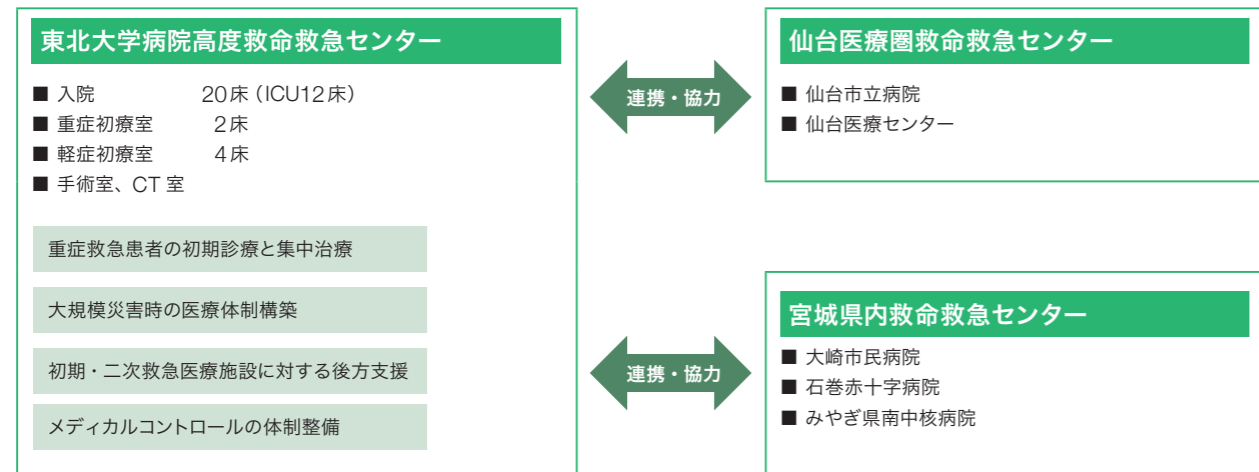 東北大学病院高度救命救急センター
■ 入院 20床（ICU12床）
■ 重症初療室 2床
■ 軽症初療室 4床
■ 手術室、CT室
重症救急患者の初期診療と集中治療
大規模災害時の医療体制構築
初期・二次救急医療施設に対する後方支援
メディカルコントロールの体制整備
連携・協力
仙台医療圏救命救急センター
■ 仙台市立病院
■ 仙台医療センター
連携・協力
宮城県内救命救急センター
■ 大崎市民病院
■ 石巻赤十字病院
■ みやぎ県南中核病院